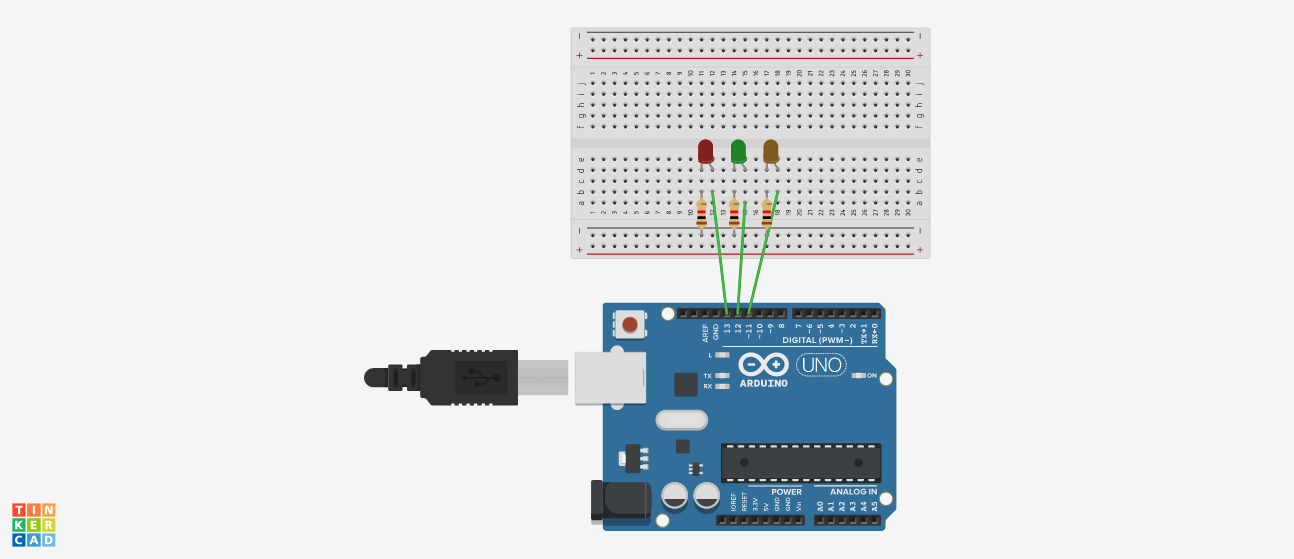 − −
+ +
1 2 3 4 5 6 7 8 9 10 11 12 13 14 15 16 17 18 19 20 21 22 23 24 25 26 27 28 29 30
j j
i i
h h
g g
f f
e e
d d
c c
b b
a a
1 2 3 4 5 6 7 8 9 10 12 13 14 16 18 19 20 21 22 23 24 25 26 27 28 29 30
− −
+ +
AREF
GND
13
12
~11
~10
~9
8
7
~6
~5
4
~3
2
TX→1
RX←0
DIGITAL (PWM~)
L
TX
RX
ARDUINO
UNO
ON
IOREF
RESET
3.3V
5V
GND
GND
Vin
POWER
ANALOG IN
A0
A1
A2
A3
A4
A5
TIN
KER
CAD